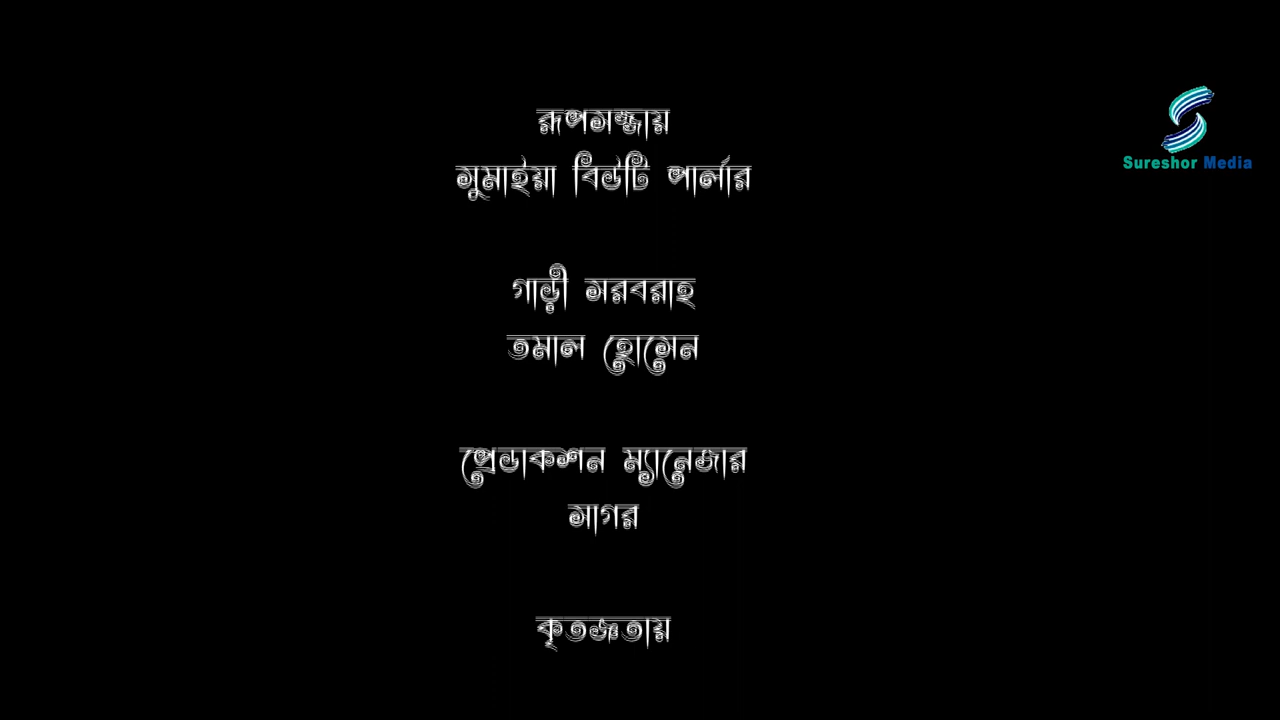 রূপসজ্জায়
সুমাইয়া বিউটি পার্লার
গাড়ী সরবরাহ
তমাল হোসেন
প্রেডাকশন ম্যানেজার
সাগর
কৃতজ্ঞতায়
Sureshor Media